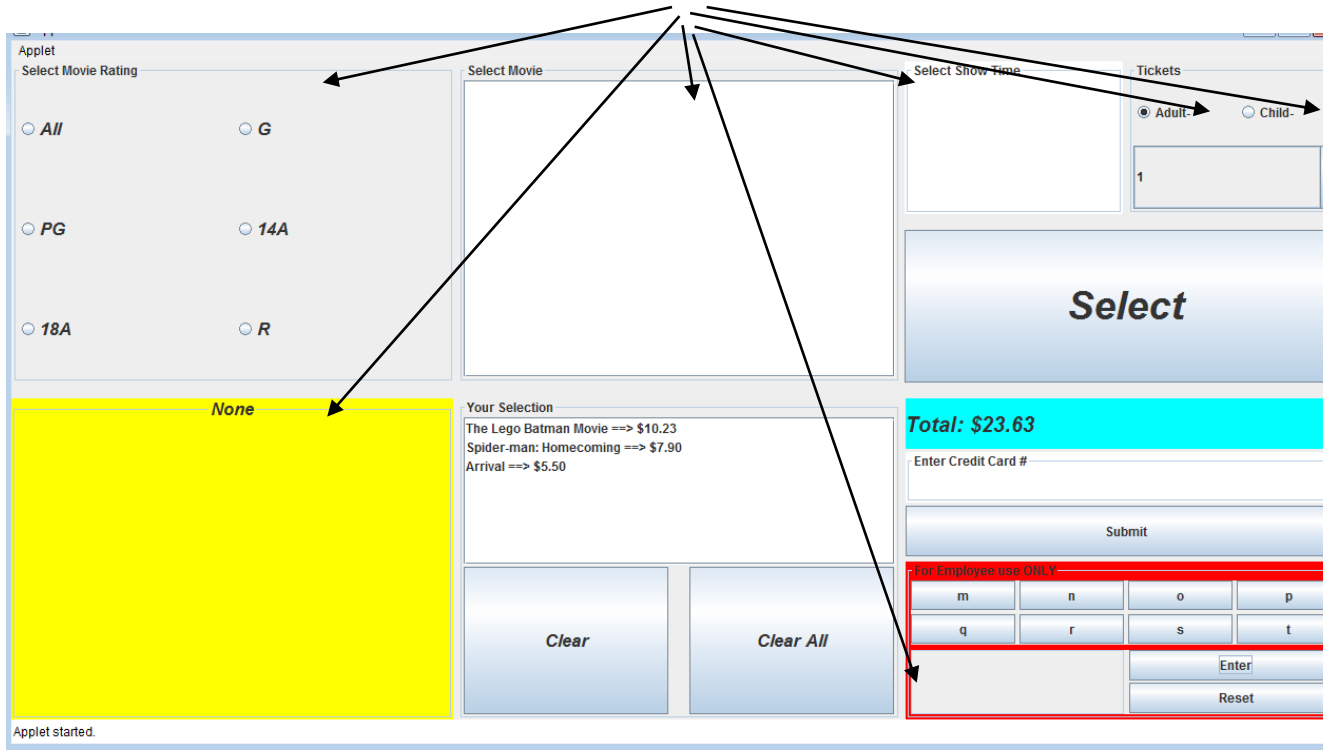 Applet
Select Movie Rating
All
G
PG
14A
18A
R
Select Movie
Select Show Time
Tickets
Adult-
Child-
1
Select
None
Your Selection
The Lego Batman Movie ==> $10.23
Spider-man: Homecoming ==> $7.90
Arrival ==> $5.50
Clear
Clear All
Total: $23.63
Enter Credit Card #
Submit
For Employee use ONLY
m n o p
q r s t
Enter
Reset
Applet started.